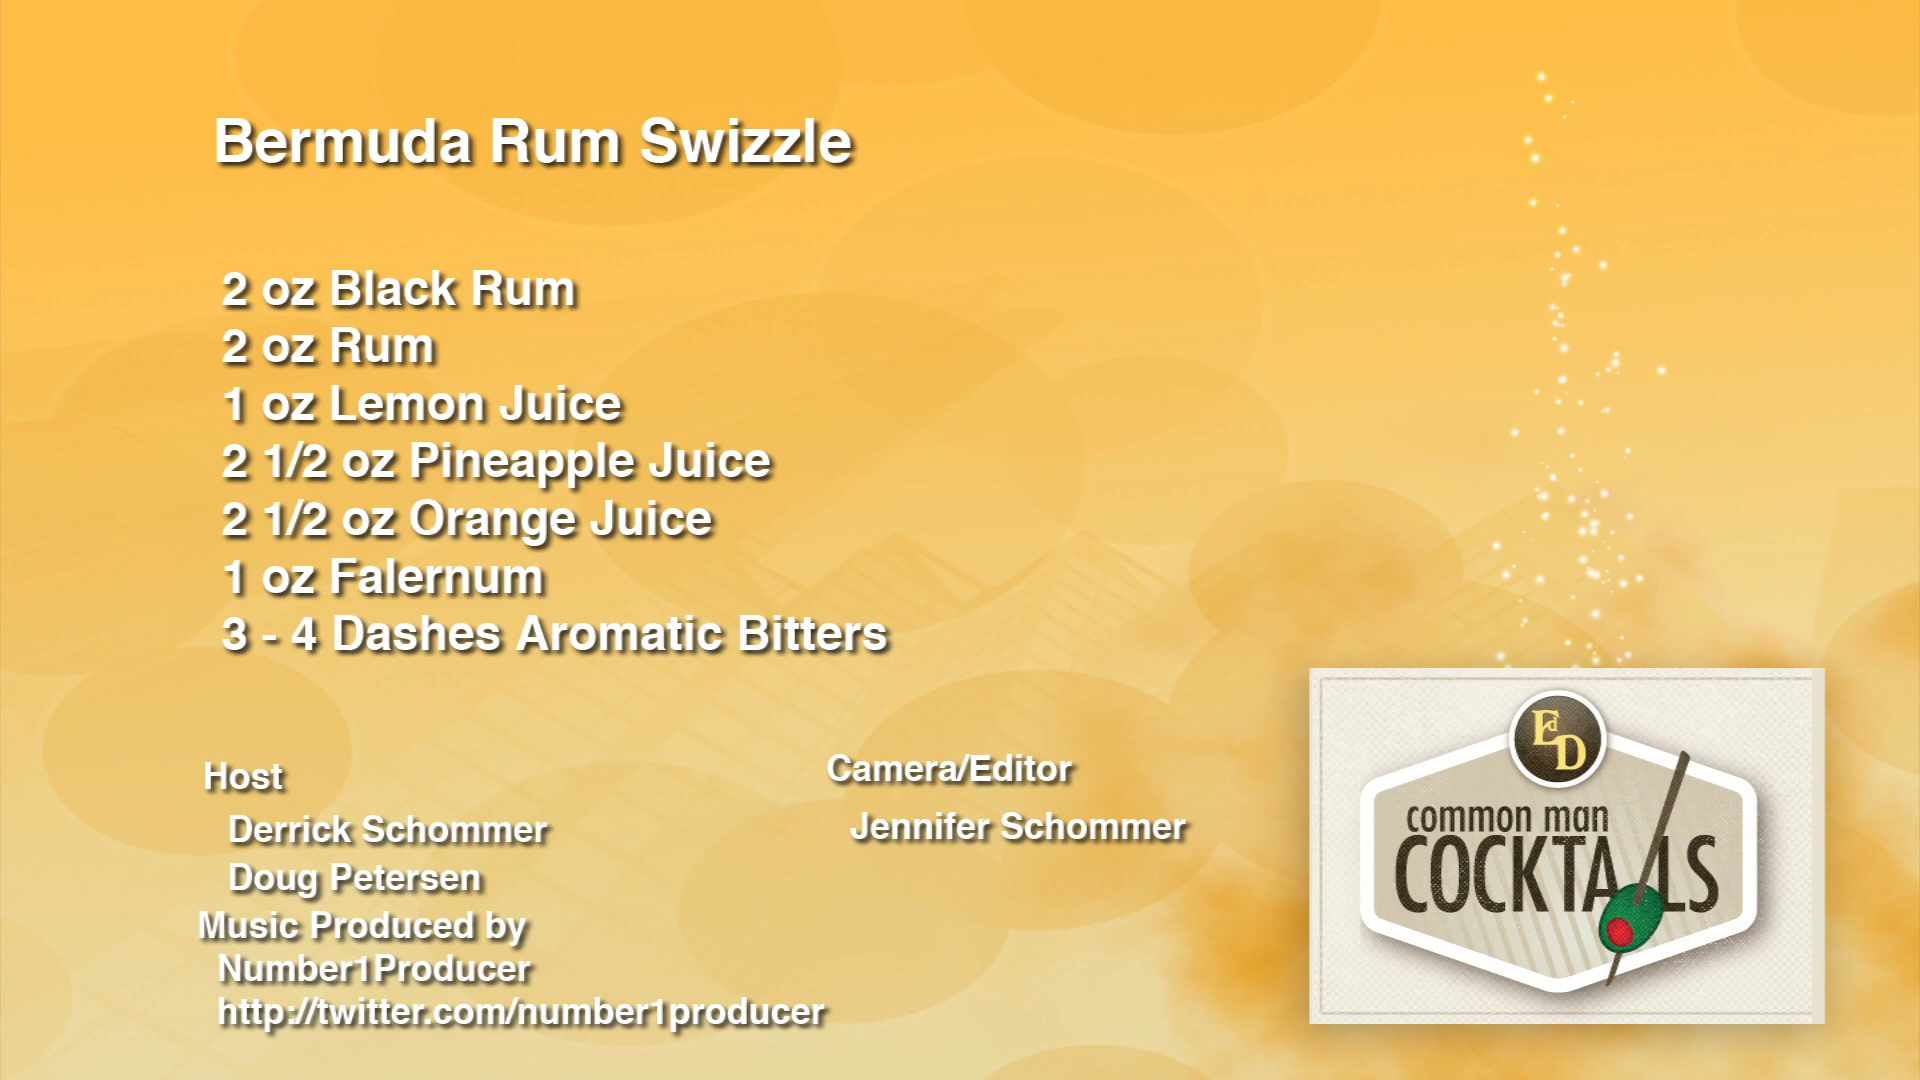 Bermuda Rum Swizzle
2 oz Black Rum
2 oz Rum
1 oz Lemon Juice
2 1/2 oz Pineapple Juice
2 1/2 oz Orange Juice
1 oz Falernum
3 - 4 Dashes Aromatic Bitters
Host
Derrick Schommer
Doug Petersen
Music Produced by
Number1Producer
http://twitter.com/number1producer
Camera/Editor
Jennifer Schommer
EdD
common man
COCKTAILS